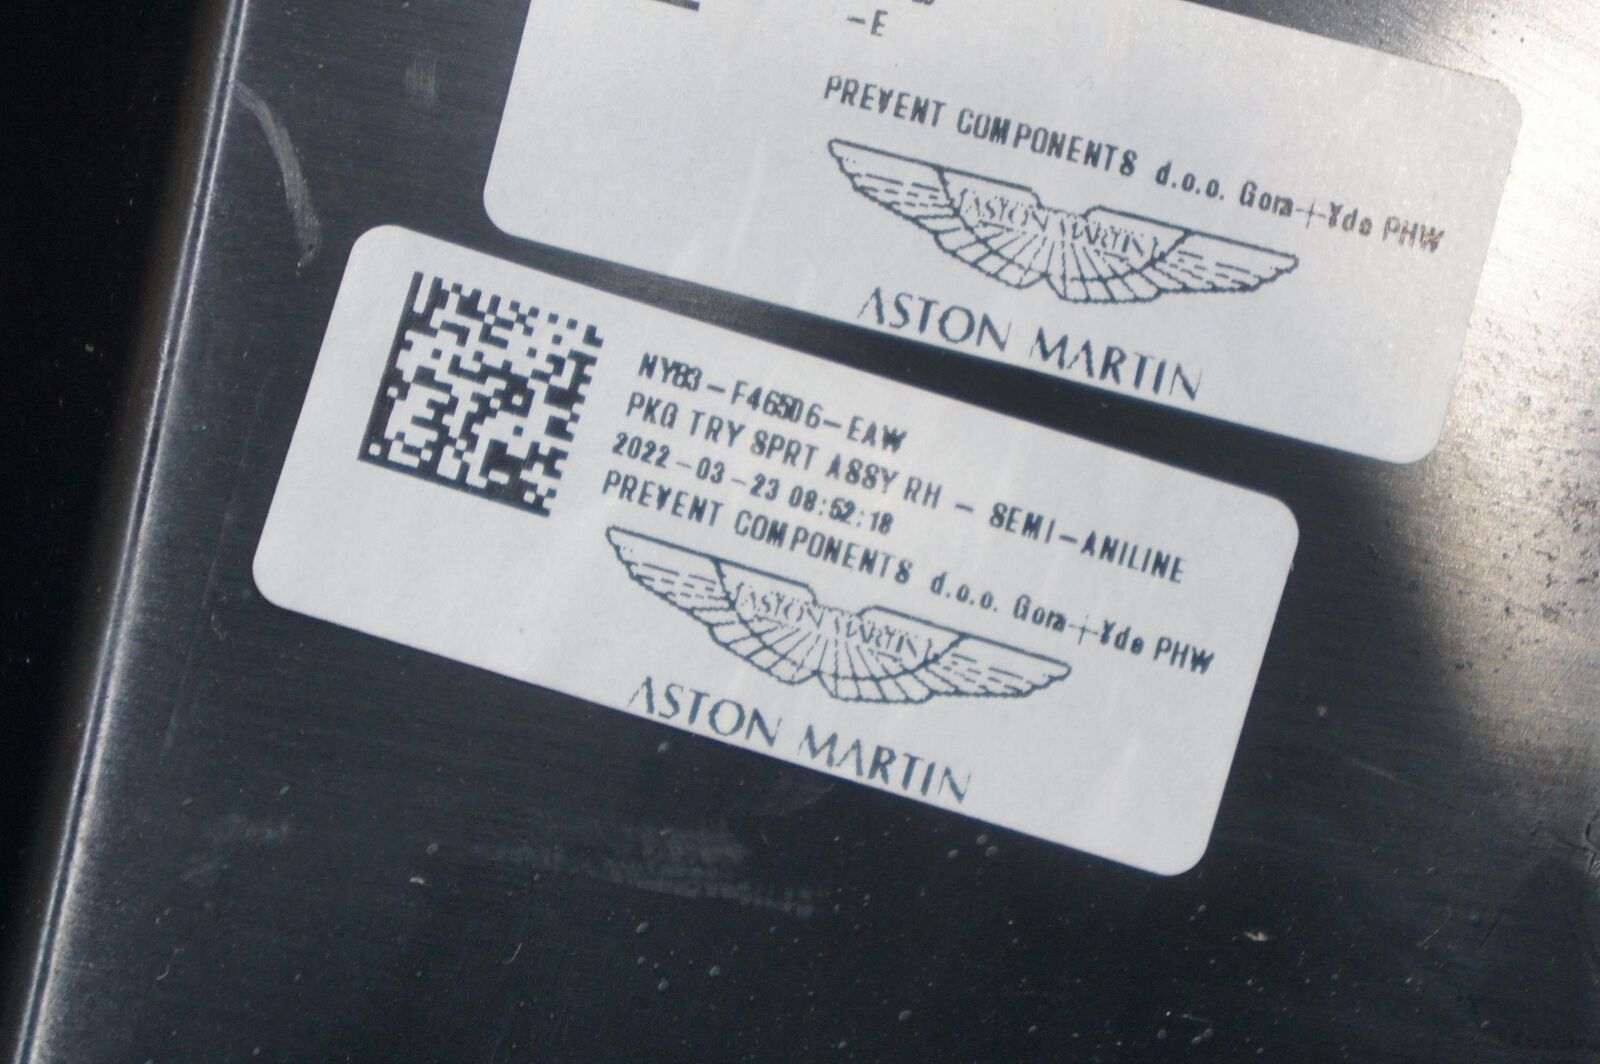 -E
PREVENT COMPONENTS d.o.o. Gora+Yde PHW
ASTON MARTIN
ASTON MARTIN
NY83-F46506-EAW
PKG TRY SPRT ASSY RH - SEMI-ANILINE
2022-03-23 08:52:18
PREVENT COMPONENTS d.o.o. Gora+Yde PHW
ASTON MARTIN
ASTON MARTIN